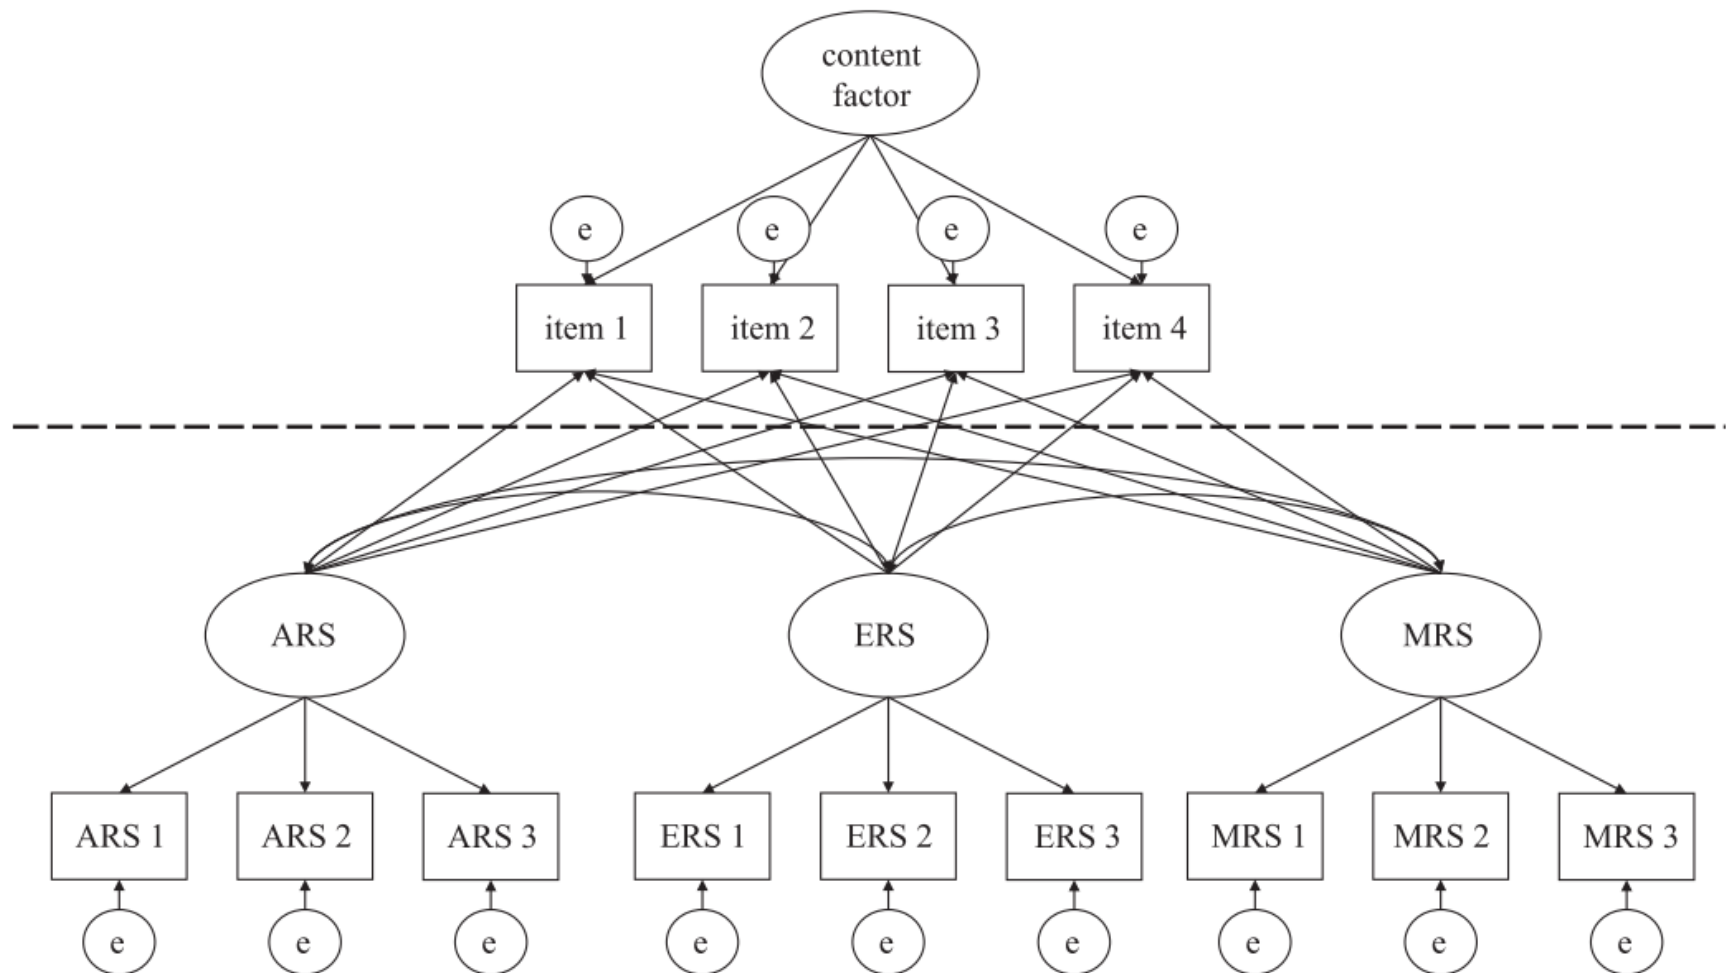 content
factor
e e e e
item 1 item 2 item 3 item 4
ARS ERS MRS
ARS 1 ARS 2 ARS 3 ERS 1 ERS 2 ERS 3 MRS 1 MRS 2 MRS 3
e e e e e e e e e